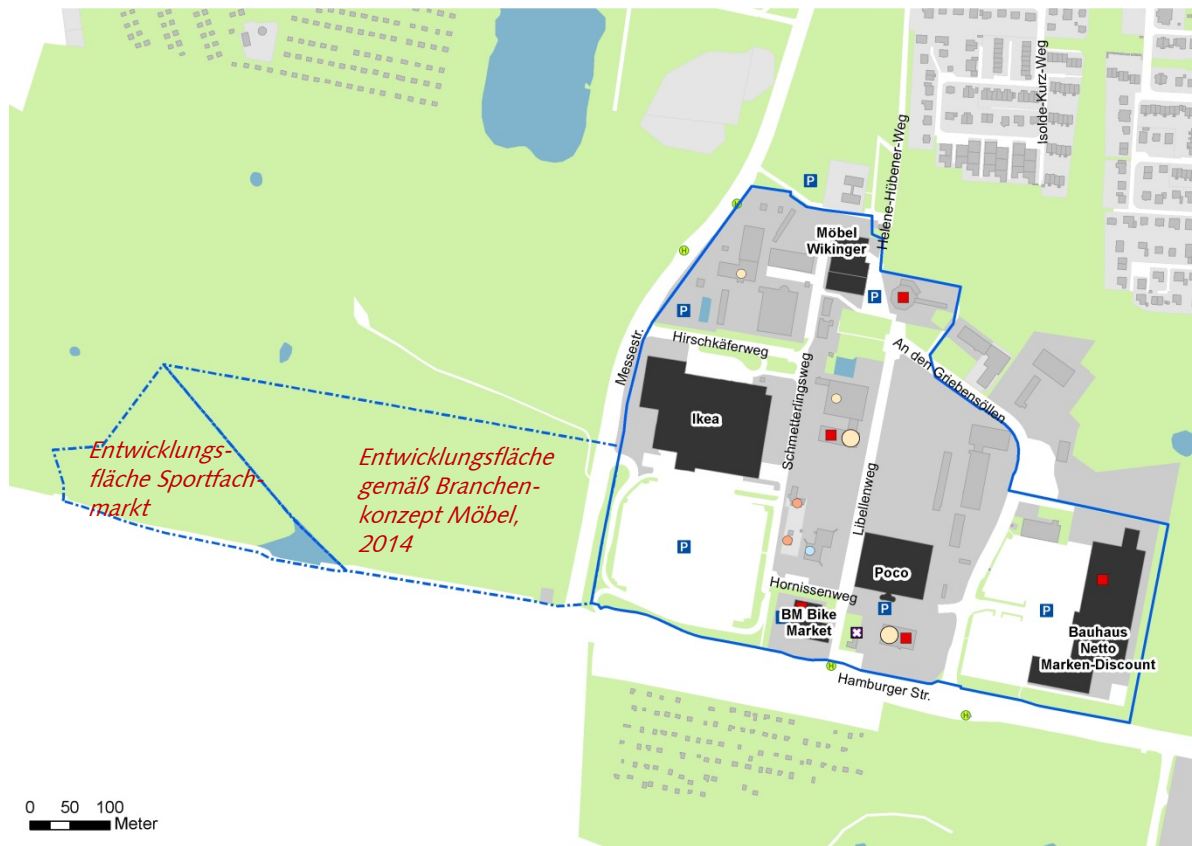 Isolde-Kurz-Weg
Helene-Hübener-Weg
P
H
Möbel
Wikinger
H
P
P
Messestr.
Hirschkäferweg
An den Griebensöllen
Schmetterlingsweg
Ikea
Entwicklungs-
fläche Sportfach-
markt
Entwicklungsfläche
gemäß Branchen-
konzept Möbel,
2014
Libellenweg
P
Poco
Hornissenweg
P
P
P
BM Bike
Market
Bauhaus
Netto
Marken-Discount
H
Hamburger Str.
H
0 50 100
Meter